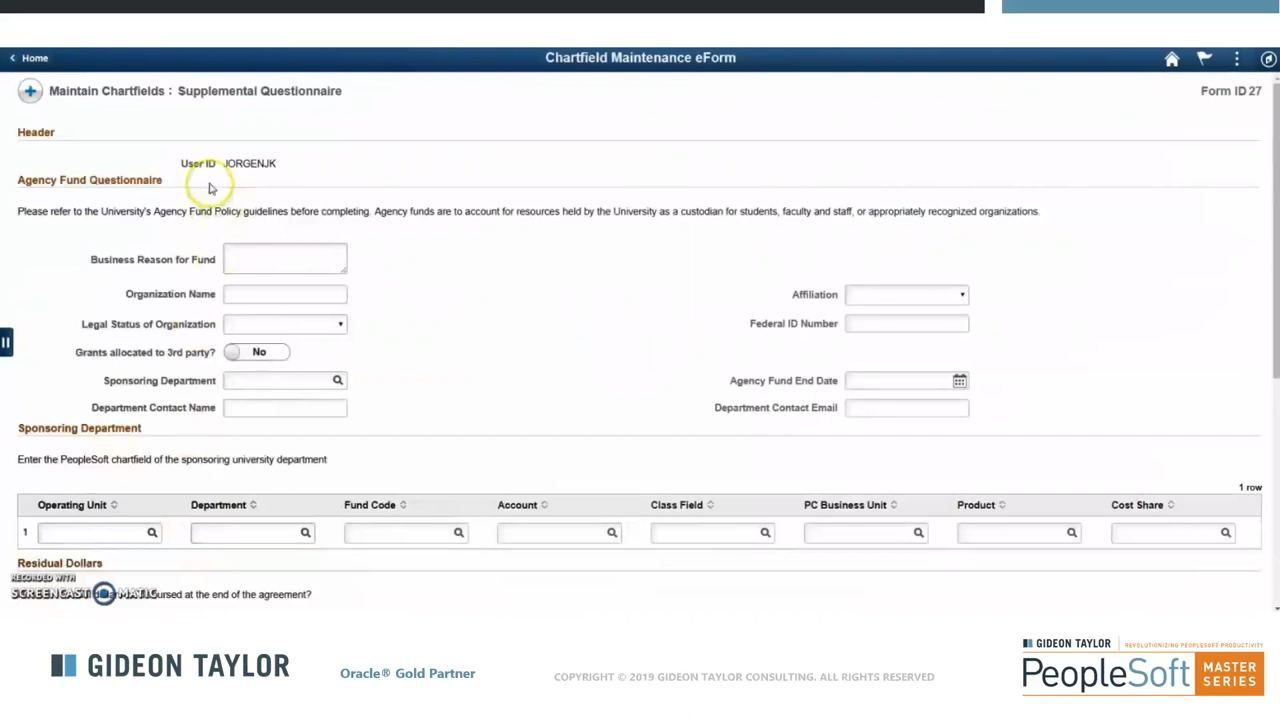 Home
Chartfield Maintenance eForm
Maintain Chartfields : Supplemental Questionnaire
Form ID 27
Header
User ID JORGENJK
Agency Fund Questionnaire
Please refer to the University's Agency Fund Policy guidelines before completing. Agency funds are to account for resources held by the University as a custodian for students, faculty and staff, or appropriately recognized organizations.
Business Reason for Fund
Organization Name
Affiliation
Legal Status of Organization
Federal ID Number
Grants allocated to 3rd party? No
Sponsoring Department
Agency Fund End Date
Department Contact Name
Department Contact Email
Sponsoring Department
Enter the PeopleSoft chartfield of the sponsoring university department
1 row
Operating Unit Department Fund Code Account Class Field PC Business Unit Product Cost Share
1
Residual Dollars
RECORDED WITH
SCREENCAST MATIC
at the end of the agreement?
GIDEON TAYLOR
Oracle® Gold Partner
COPYRIGHT © 2019 GIDEON TAYLOR CONSULTING. ALL RIGHTS RESERVED
GIDEON TAYLOR REVOLUTIONIZING PEOPLESOFT PRODUCTIVITY
PeopleSoft MASTER SERIES